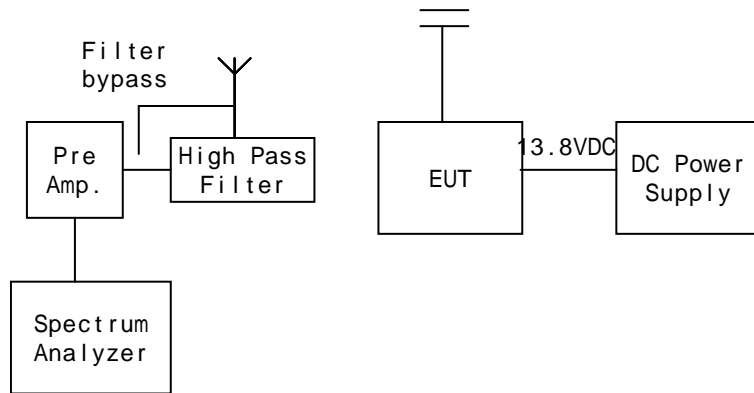 Filter
bypass
Pre
Amp.
High Pass
Filter
Spectrum
Analyzer
EUT
13.8VDC
DC Power
Supply